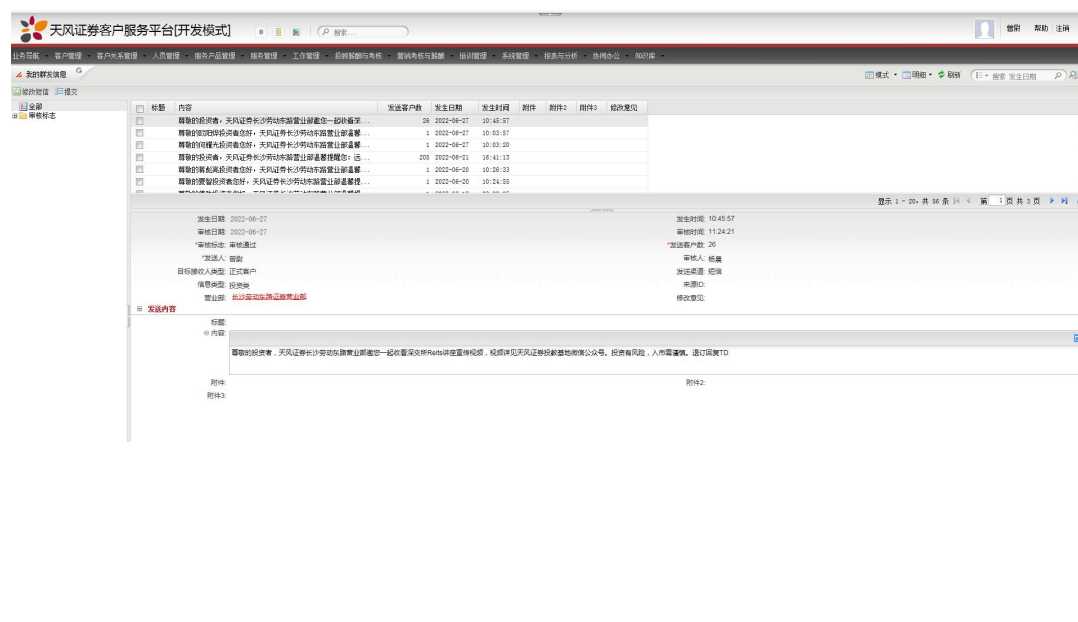 天风证券客户服务平台[开发模式] 0 搜索... 曾尉 帮助 注销
业务导航 客户管理 客户关系管理 人员管理 服务产品管理 服务管理 工作管理 投顾薪酬与考核 营销考核与薪酬 培训管理 系统管理 报表与分析 协同办公 知识库
我的群发信息 模式 明细 刷新 搜索 发生日期
修改短信 提交
全部
审核标志
标题 内容 发送客户数 发生日期 发生时间 附件 附件2 附件3 修改意见
尊敬的投资者，天风证券长沙劳动东路营业部邀您一起收看深... 26 2022-06-27 10:45:57
尊敬的欧阳烨投资者您好，天风证券长沙劳动东路营业部温馨... 1 2022-06-27 10:03:57
尊敬的何耀光投资者您好，天风证券长沙劳动东路营业部温馨... 1 2022-06-27 10:03:20
尊敬的投资者，天风证券长沙劳动东路营业部温馨提醒您：远... 205 2022-06-21 16:41:13
投资者您好，天风证券长沙劳动东路营业部温馨... 1 2022-06-20 10:26:33
投资者您好，天风证券长沙劳动东路营业部温馨提... 1 2022-06-20 10:24:55
显示 1 - 20，共 56 条 第 1 页 共 3 页
发生日期: 2022-06-27 发生时间: 10:45:57
审核日期: 2022-06-27 审核时间: 11:24:21
*审核标志: 审核通过 *发送客户数: 26
*发送人: 曾尉 审核人: 杨晨
目标接收人类型: 正式客户 发送渠道: 短信
信息类型: 投资类 来源ID:
营业部: 长沙劳动东路证券营业部 修改意见:
发送内容
标题:
内容:
尊敬的投资者，天风证券长沙劳动东路营业部邀您一起收看深交所Reits讲座宣传视频，视频详见天风证券投教基地微信公众号。投资有风险，入市需谨慎。退订回复TD
附件: 附件2:
附件3: